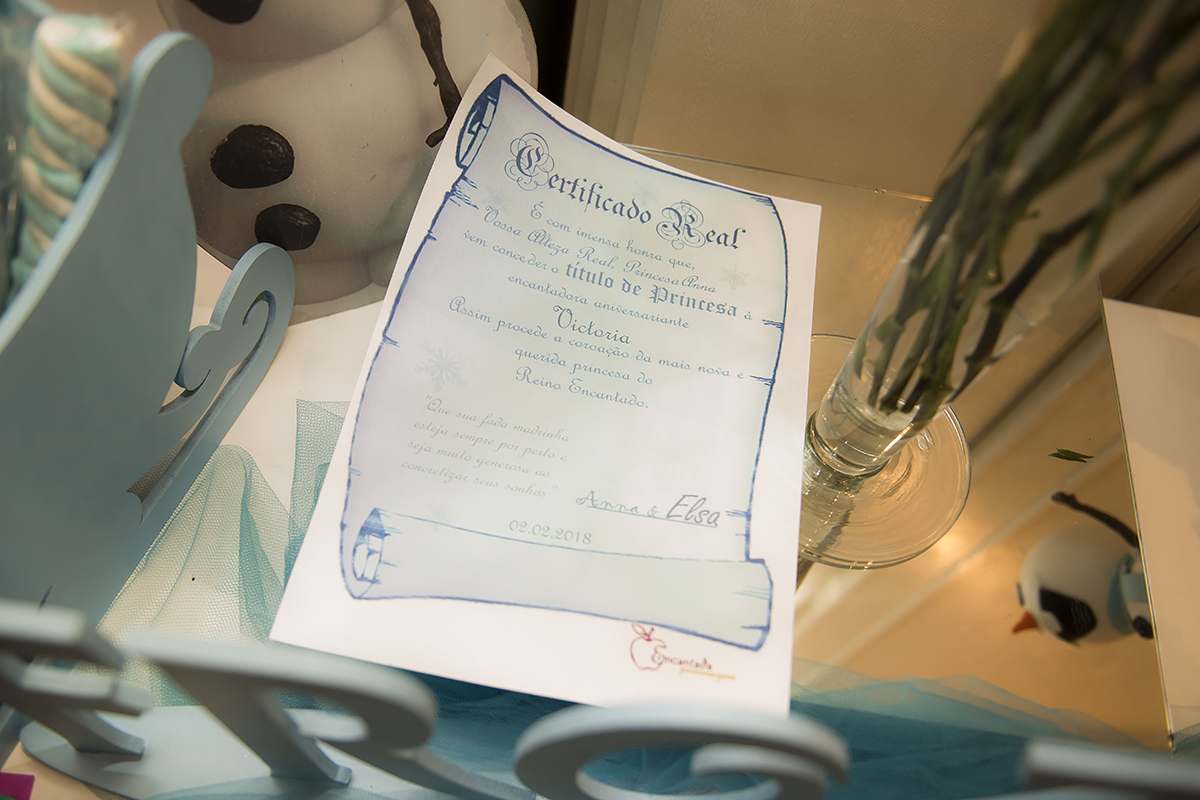 Certificado Real
É com imensa honra que,
Vossa Alteza Real, Princesa Anna
vem conceder o título de Princesa à
encantadora aniversariante
Victoria
Assim procede a coroação da mais nova e
querida princesa do
Reino Encantado.
"Que sua fada madrinha
esteja sempre por perto e
seja muito generosa ao
concretizar seus sonhos."
Anna & Elsa
02.02.2018
Encantada